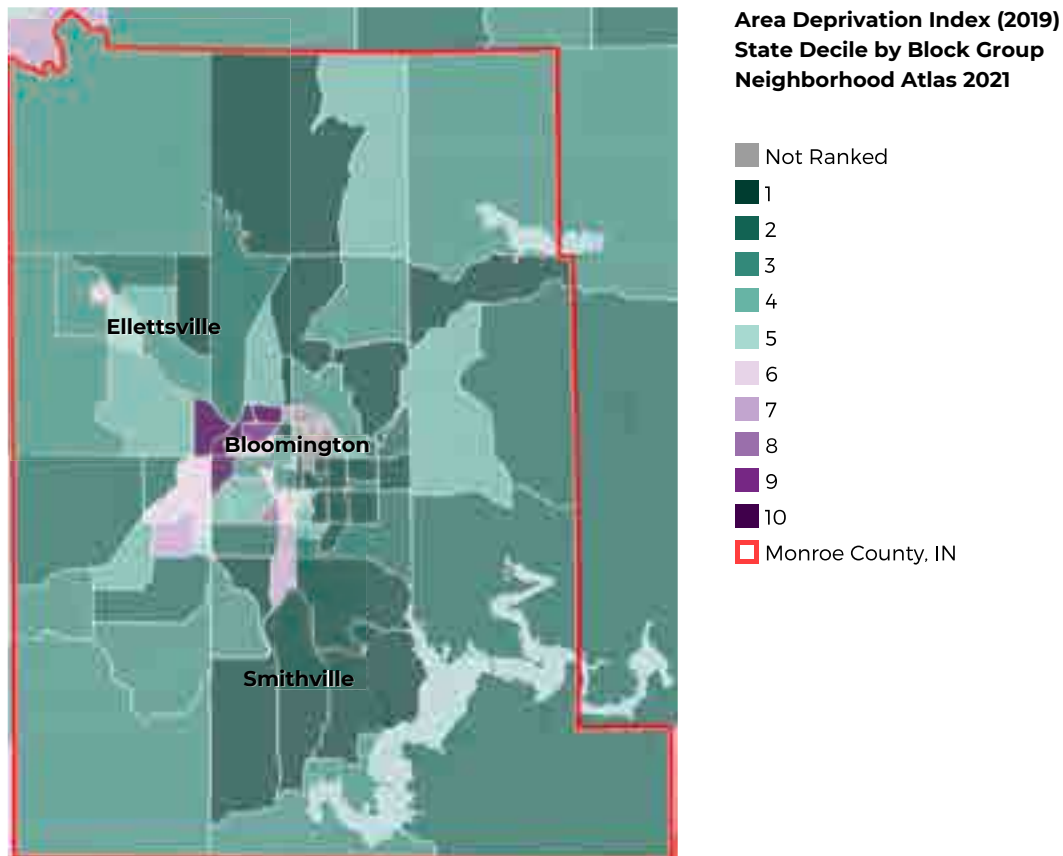 Area Deprivation Index (2019)
State Decile by Block Group
Neighborhood Atlas 2021
Not Ranked
1
2
3
4
5
6
7
8
9
10
Monroe County, IN
Ellettsville
Bloomington
Smithville